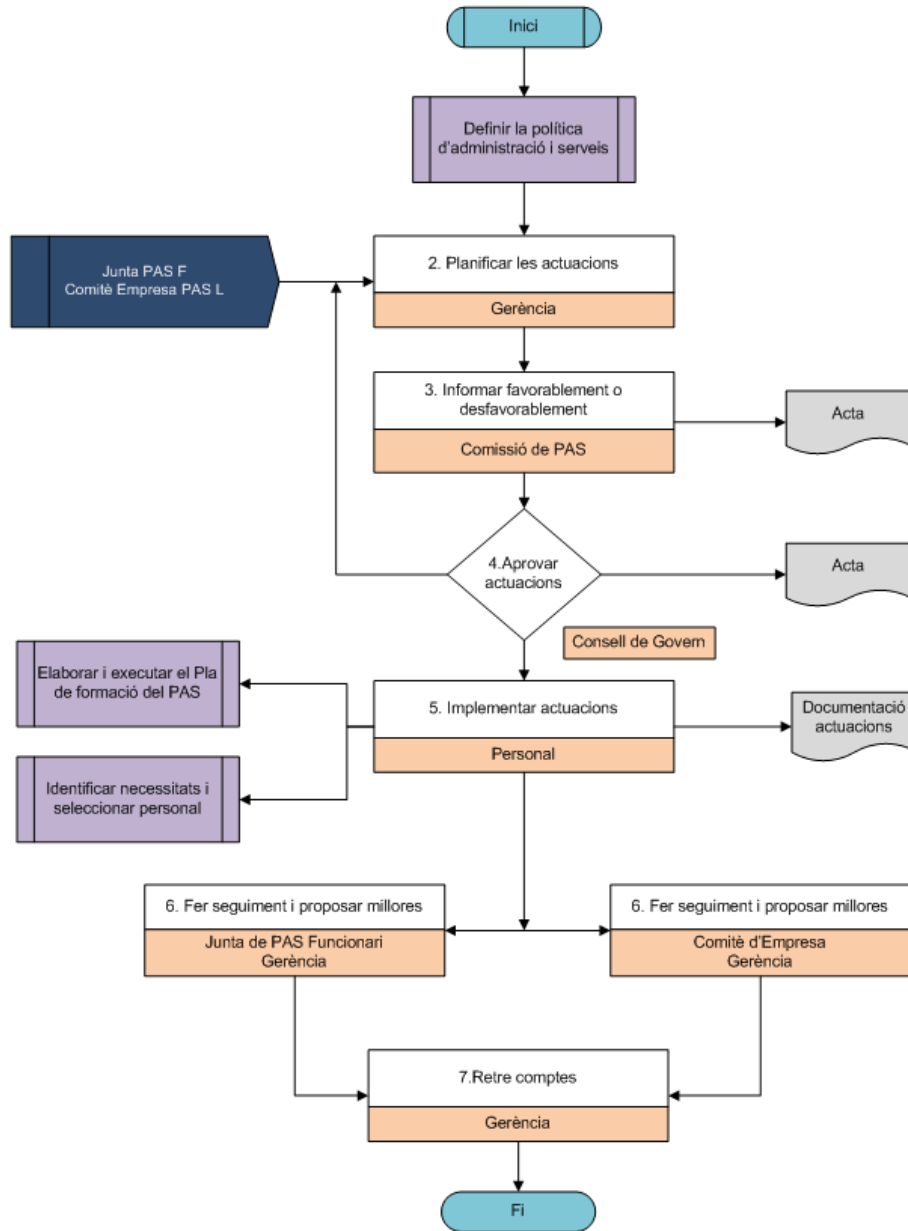 Inici
Definir la política
d'administració i serveis
Junta PAS F
Comitè Empresa PAS L
2. Planificar les actuacions
Gerència
3. Informar favorablement o
desfavorablement
Comissió de PAS
Acta
4.Aprovar
actuacions
Acta
Consell de Govern
Elaborar i executar el Pla
de formació del PAS
5. Implementar actuacions
Personal
Documentació
actuacions
Identificar necessitats i
seleccionar personal
6. Fer seguiment i proposar millores
Junta de PAS Funcionari
Gerència
6. Fer seguiment i proposar millores
Comitè d'Empresa
Gerència
7.Retre comptes
Gerència
Fi